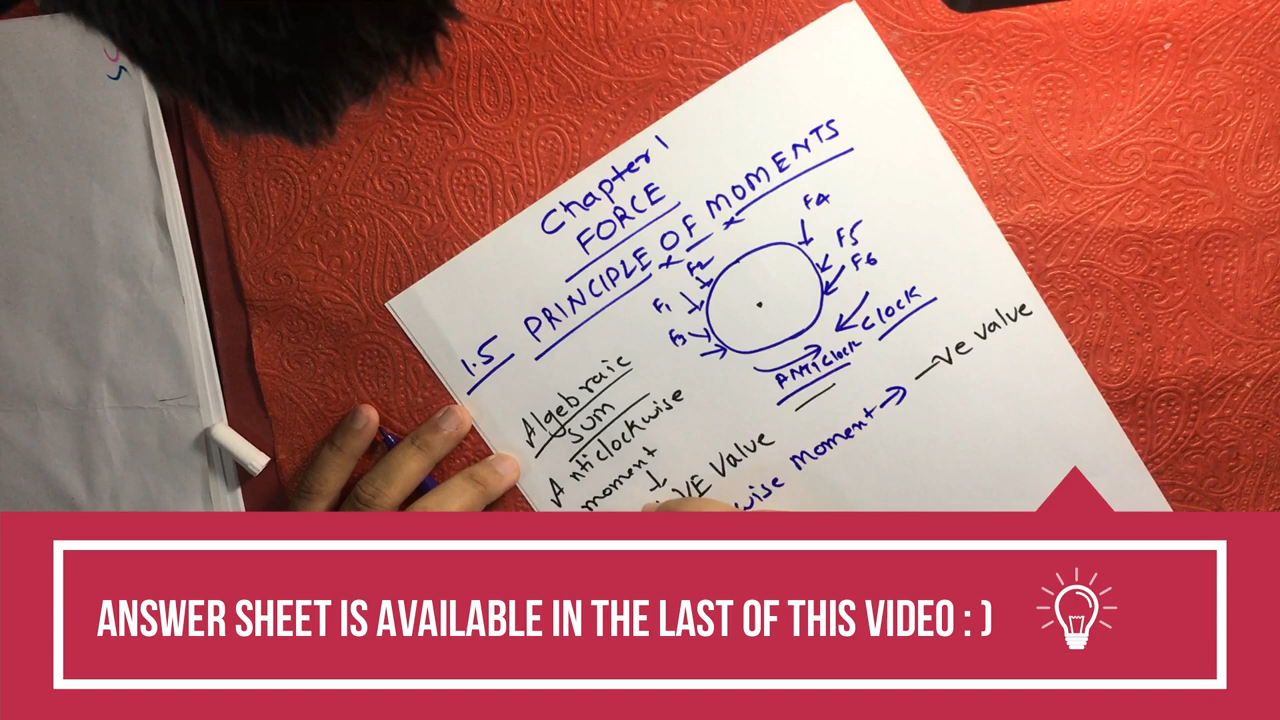 Chapter 1
FORCE
1.5 PRINCIPLE OF MOMENTS
F4
F5
F6
F2
F1
F3
CLOCK
ANTICLOCK
Algebraic
sum
Anticlockwise
moment
VE Value
wise moment → -ve value
ANSWER SHEET IS AVAILABLE IN THE LAST OF THIS VIDEO : )